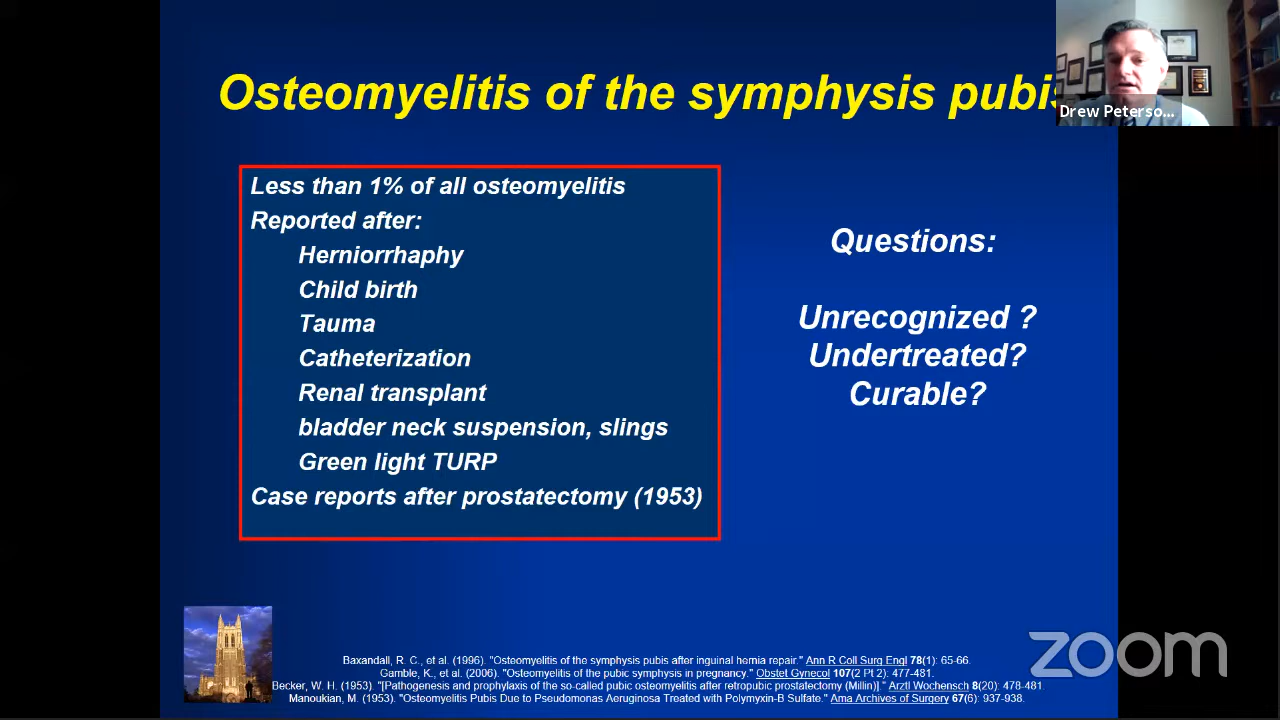 Osteomyelitis of the symphysis pubis
Drew Peterso...
Less than 1% of all osteomyelitis
Reported after:
Herniorrhaphy
Child birth
Tauma
Catheterization
Renal transplant
bladder neck suspension, slings
Green light TURP
Case reports after prostatectomy (1953)
Questions:
Unrecognized ?
Undertreated?
Curable?
Baxandall, R. C., et al. (1996). "Osteomyelitis of the symphysis pubis after inguinal hernia repair." Ann R Coll Surg Engl 78(1): 65-66.
Gamble, K., et al. (2006). "Osteomyelitis of the pubic symphysis in pregnancy." Obstet Gynecol 107(2 Pt 2): 477-481.
Becker, W. H. (1953). "[Pathogenesis and prophylaxis of the so-called pubic osteomyelitis after retropubic prostatectomy (Millin)]." Arztl Wochensch 8(20): 478-481.
Manoukian, M. (1953). "Osteomyelitis Pubis Due to Pseudomonas Aeruginosa Treated with Polymyxin-B Sulfate." Ama Archives of Surgery 67(6): 937-938.
zoom